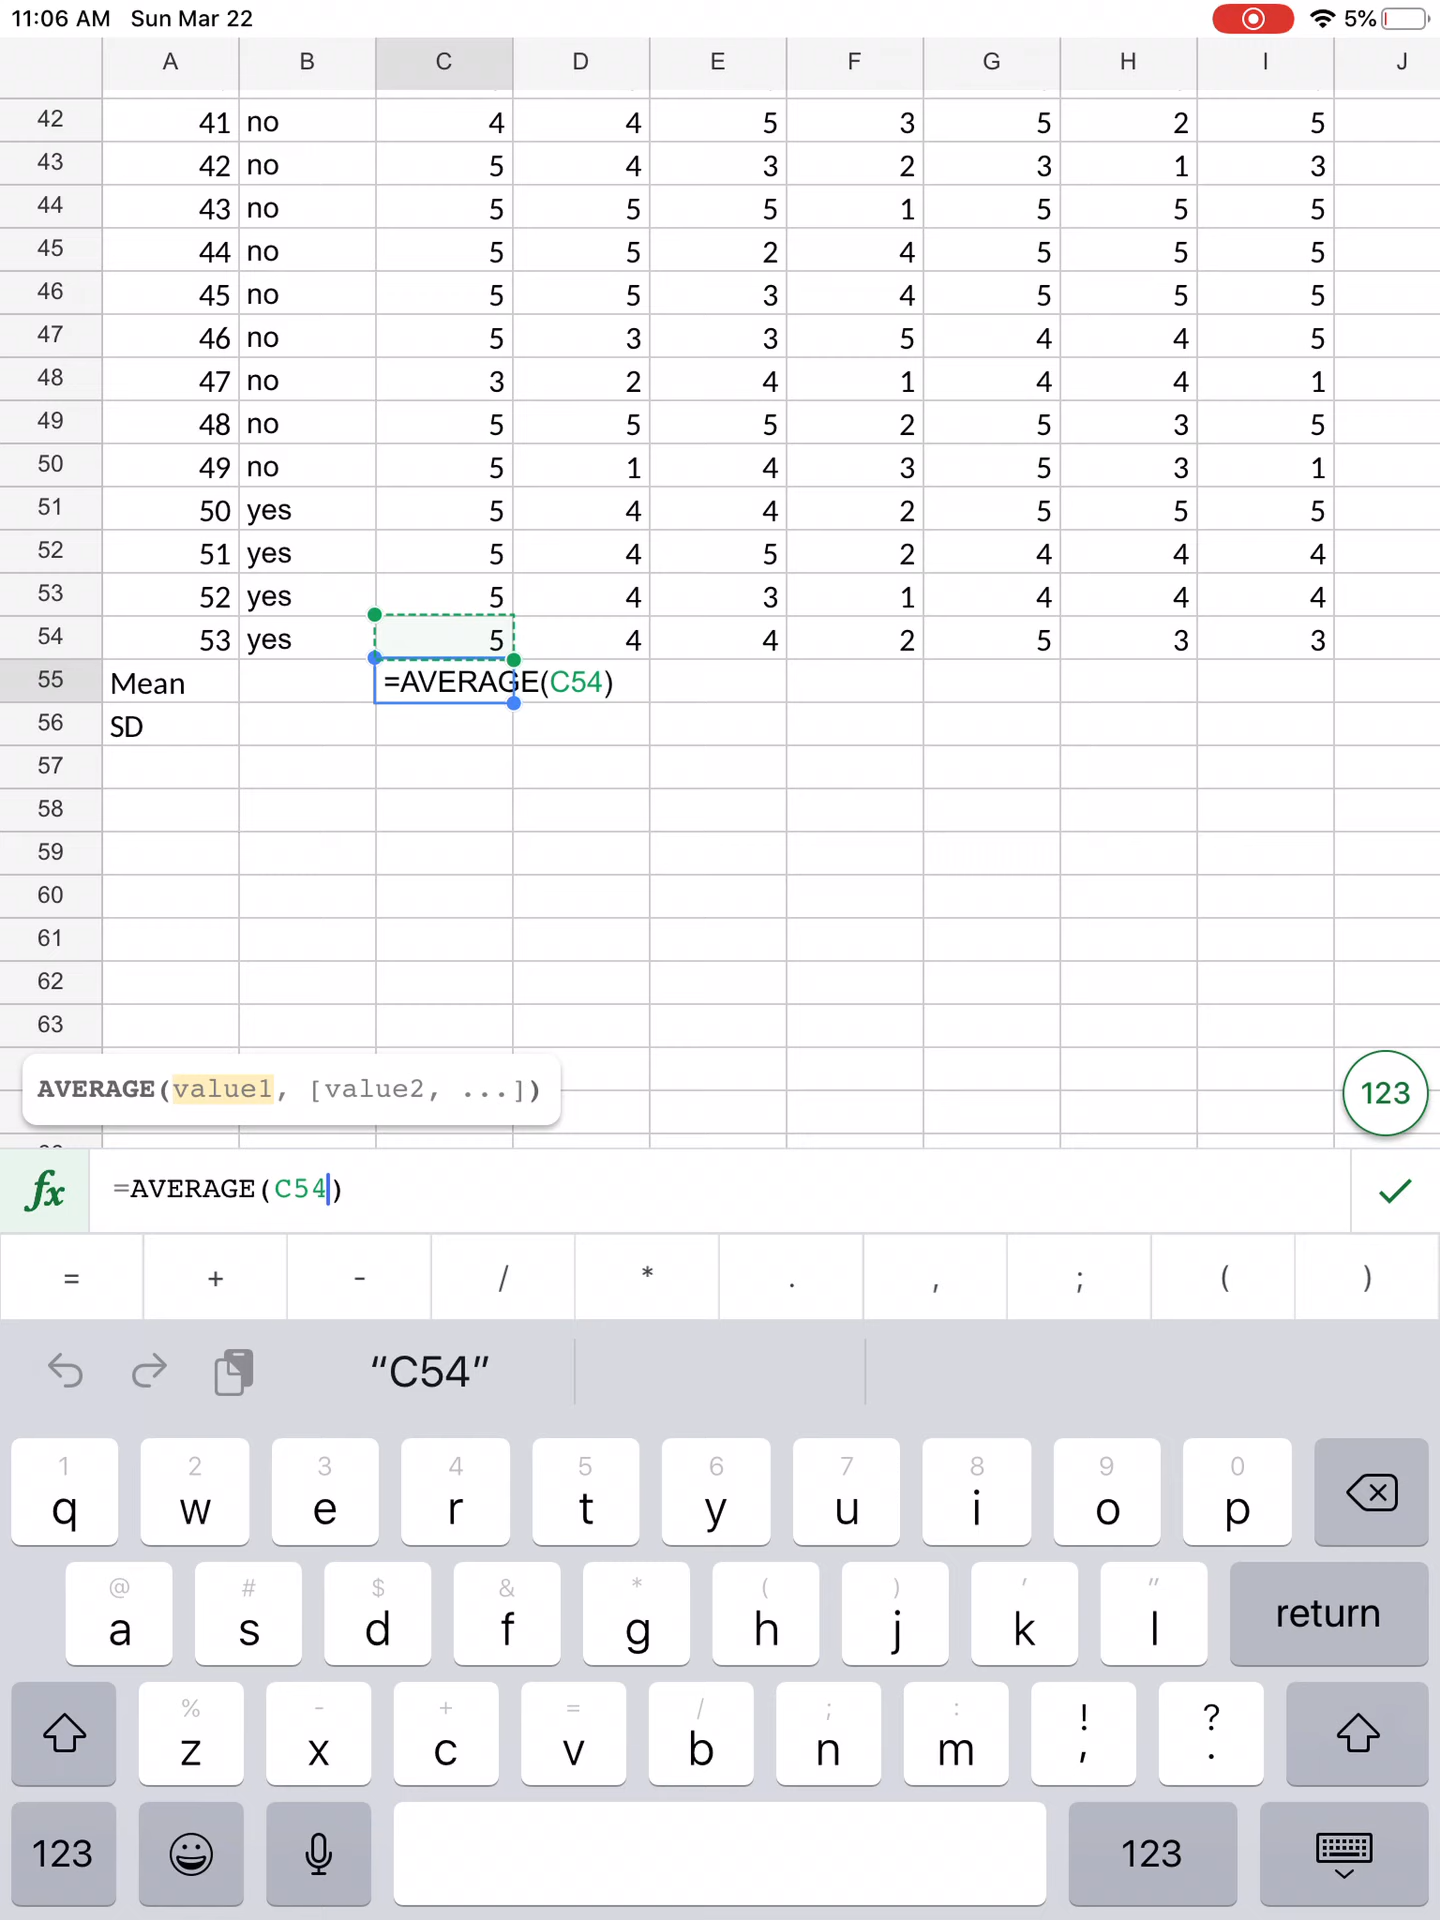 11:06 AM Sun Mar 22 5%
A B C D E F G H I J
42 41 no 4 4 5 3 5 2 5
43 42 no 5 4 3 2 3 1 3
44 43 no 5 5 5 1 5 5 5
45 44 no 5 5 2 4 5 5 5
46 45 no 5 5 3 4 5 5 5
47 46 no 5 3 3 5 4 4 5
48 47 no 3 2 4 1 4 4 1
49 48 no 5 5 5 2 5 3 5
50 49 no 5 1 4 3 5 3 1
51 50 yes 5 4 4 2 5 5 5
52 51 yes 5 4 5 2 4 4 4
53 52 yes 5 4 3 1 4 4 4
54 53 yes 5 4 4 2 5 3 3
55 Mean =AVERAGE(C54)
56 SD
57
58
59
60
61
62
63
AVERAGE(value1, [value2, ...])
123
fx =AVERAGE(C54)
= + - / * . , ; ( )
“C54”
1 2 3 4 5 6 7 8 9 0
q w e r t y u i o p
@ # $ & * ( ) ' "
a s d f g h j k l return
% - + = / ; : ! ?
z x c v b n m , .
123 123